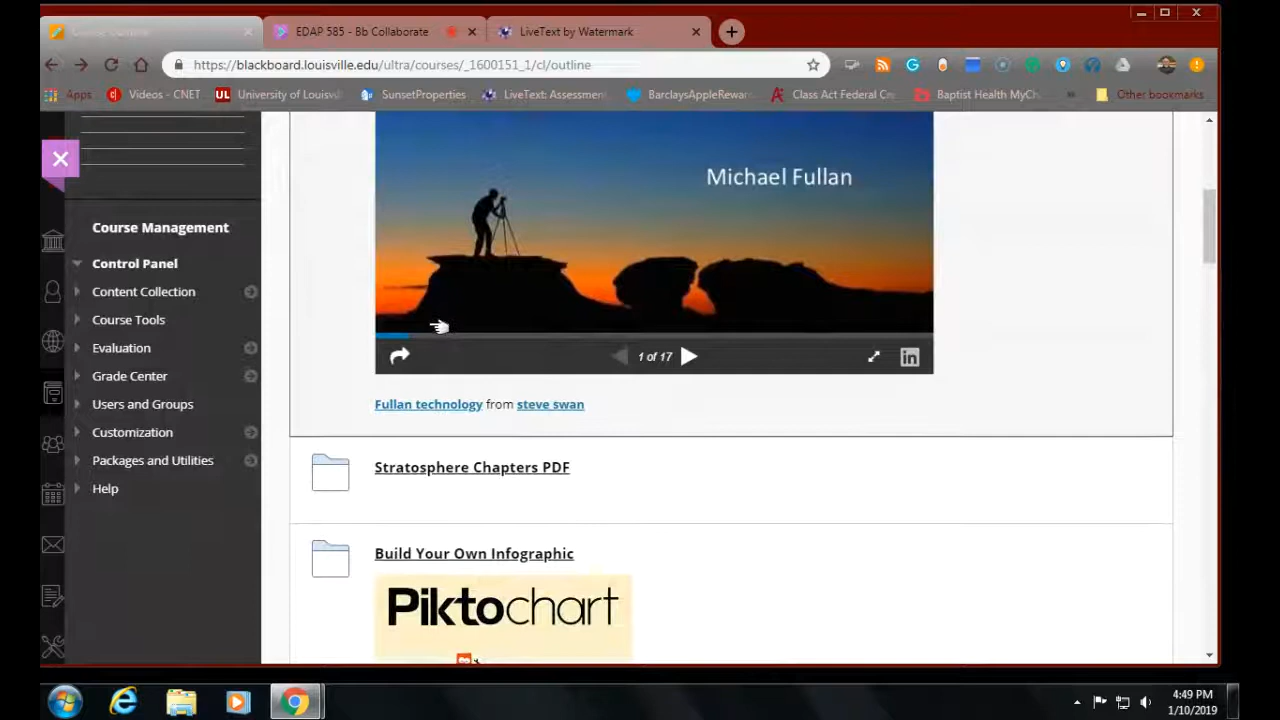 EDAP 585 - Bb Collaborate
LiveText by Watermark
https://blackboard.louisville.edu/ultra/courses/_1600151_1/cl/outline
Apps
Videos - CNET
University of Louisv
SunsetProperties
LiveText: Assessmen
BarclaysAppleRewar
Class Act Federal Cr
Baptist Health MyCh
Other bookmarks
Michael Fullan
Course Management
Control Panel
Content Collection
Course Tools
Evaluation
Grade Center
Users and Groups
Customization
Packages and Utilities
Help
1 of 17
in
Fullan technology from steve swan
Stratosphere Chapters PDF
Build Your Own Infographic
Piktochart
4:49 PM
1/10/2019